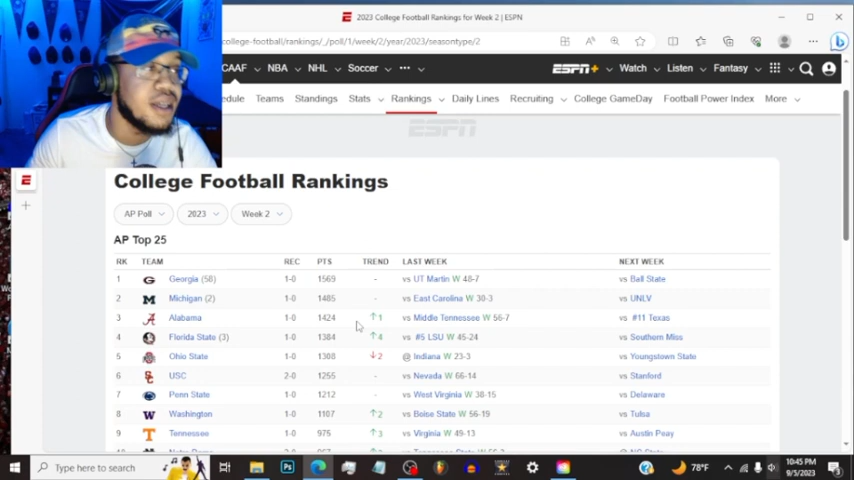 2023 College Football Rankings for Week 2 | ESPN
college-football/rankings/_/poll/1/week/2/year/2023/seasontype/2
CAAF NBA NHL Soccer ••• ESPN+ Watch Listen Fantasy
edule Teams Standings Stats Rankings Daily Lines Recruiting College GameDay Football Power Index More
ESPN
College Football Rankings
AP Poll 2023 Week 2
AP Top 25
RK TEAM REC PTS TREND LAST WEEK NEXT WEEK
1 Georgia (58) 1-0 1569 - vs UT Martin W 48-7 vs Ball State
2 Michigan (2) 1-0 1485 - vs East Carolina W 30-3 vs UNLV
3 Alabama 1-0 1424 ↑1 vs Middle Tennessee W 56-7 vs #11 Texas
4 Florida State (3) 1-0 1384 ↑4 vs #5 LSU W 45-24 vs Southern Miss
5 Ohio State 1-0 1308 ↓2 @ Indiana W 23-3 vs Youngstown State
6 USC 2-0 1255 - vs Nevada W 66-14 vs Stanford
7 Penn State 1-0 1212 - vs West Virginia W 38-15 vs Delaware
8 Washington 1-0 1107 ↑2 vs Boise State W 56-19 vs Tulsa
9 Tennessee 1-0 975 ↑3 vs Virginia W 49-13 vs Austin Peay
Type here to search 78°F 10:45 PM
9/5/2023